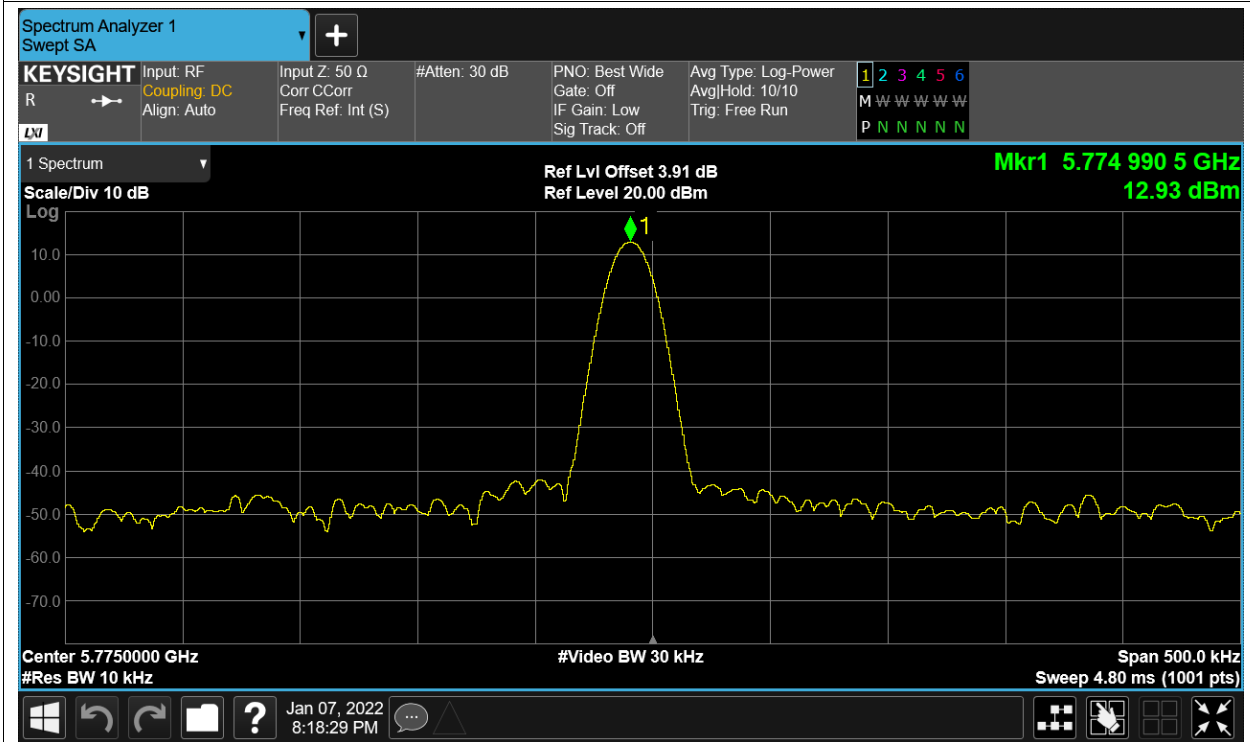 Spectrum Analyzer 1
Swept SA
+
KEYSIGHT
R
LXI
Input: RF
Coupling: DC
Align: Auto
Input Z: 50 Ω
Corr CCorr
Freq Ref: Int (S)
#Atten: 30 dB
PNO: Best Wide
Gate: Off
IF Gain: Low
Sig Track: Off
Avg Type: Log-Power
Avg|Hold: 10/10
Trig: Free Run
1 2 3 4 5 6
M W W W W W
P N N N N N
1 Spectrum
Scale/Div 10 dB
Log
Ref Lvl Offset 3.91 dB
Ref Level 20.00 dBm
Mkr1 5.774 990 5 GHz
12.93 dBm
1
10.0
0.00
-10.0
-20.0
-30.0
-40.0
-50.0
-60.0
-70.0
Center 5.7750000 GHz
#Res BW 10 kHz
#Video BW 30 kHz
Span 500.0 kHz
Sweep 4.80 ms (1001 pts)
?
Jan 07, 2022
8:18:29 PM